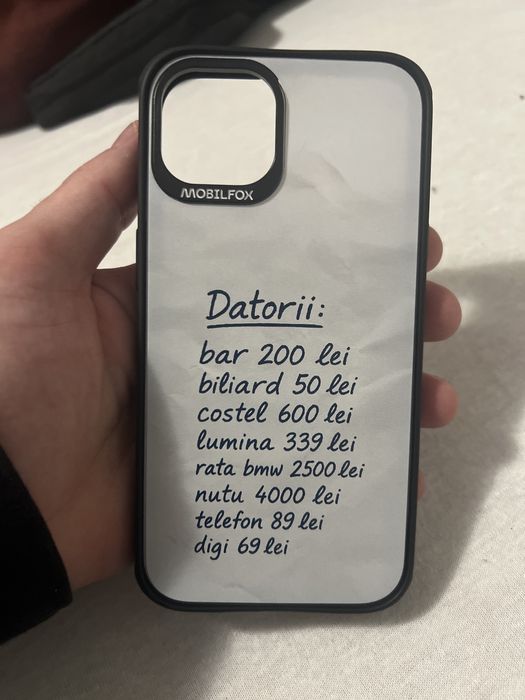 MOBILFOX
Datorii:
bar 200 lei
biliard 50 lei
costel 600 lei
lumina 339 lei
rata bmw 2500 lei
nutu 4000 lei
telefon 89 lei
digi 69 lei